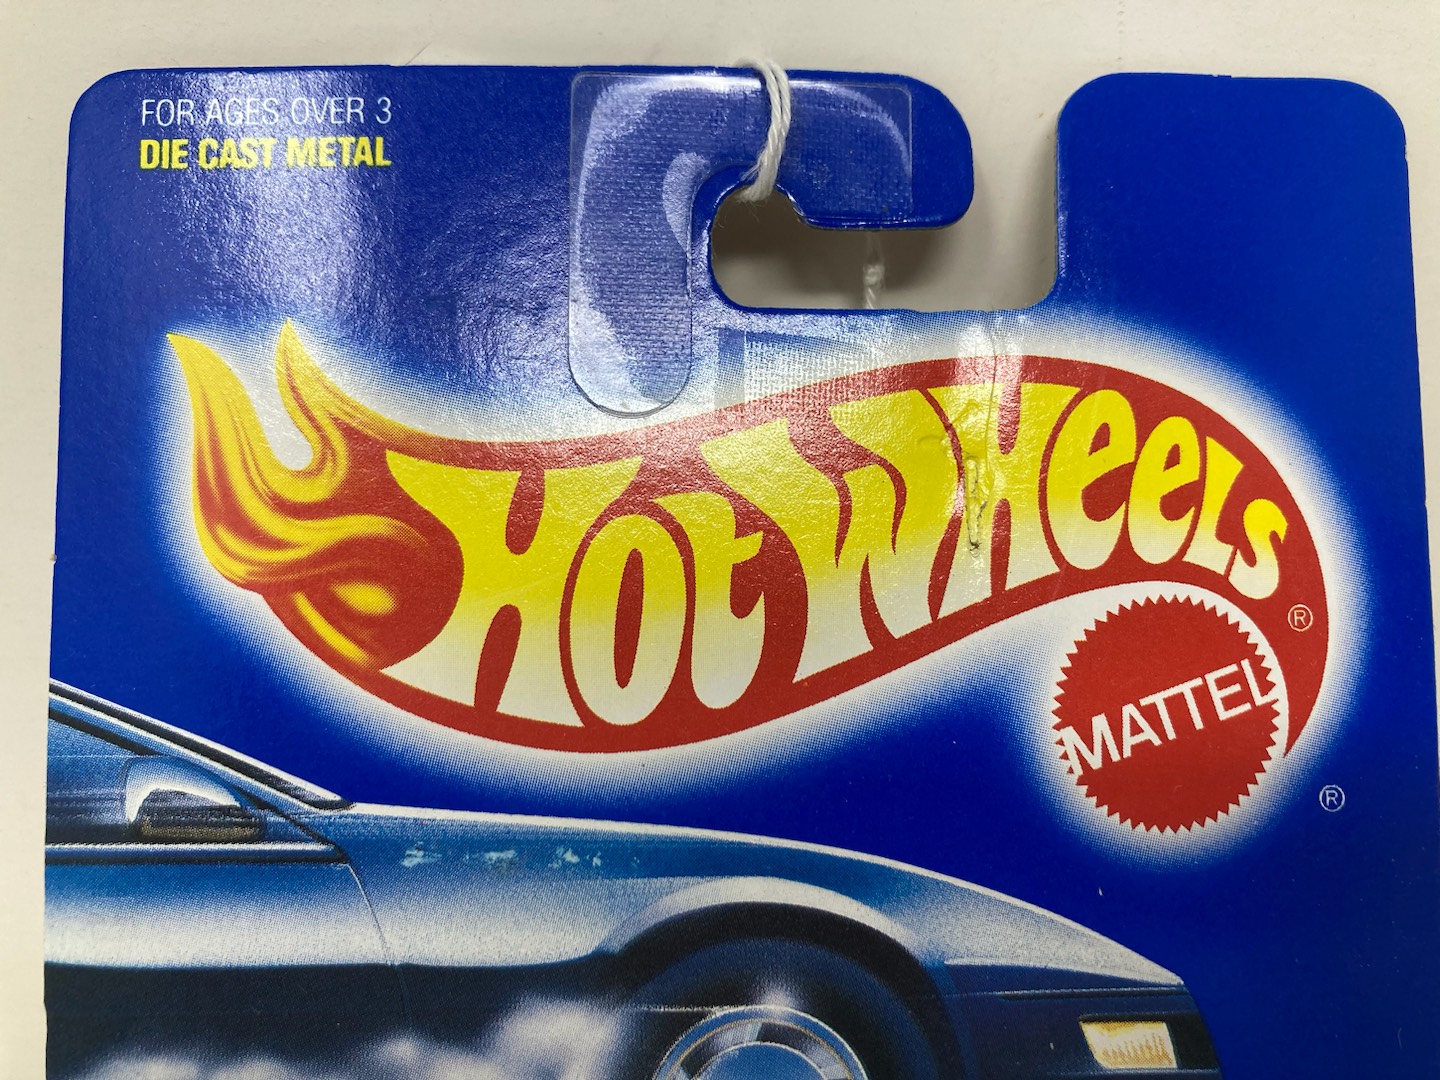 FOR AGES OVER 3
DIE CAST METAL
Hot Wheels ®
MATTEL
®